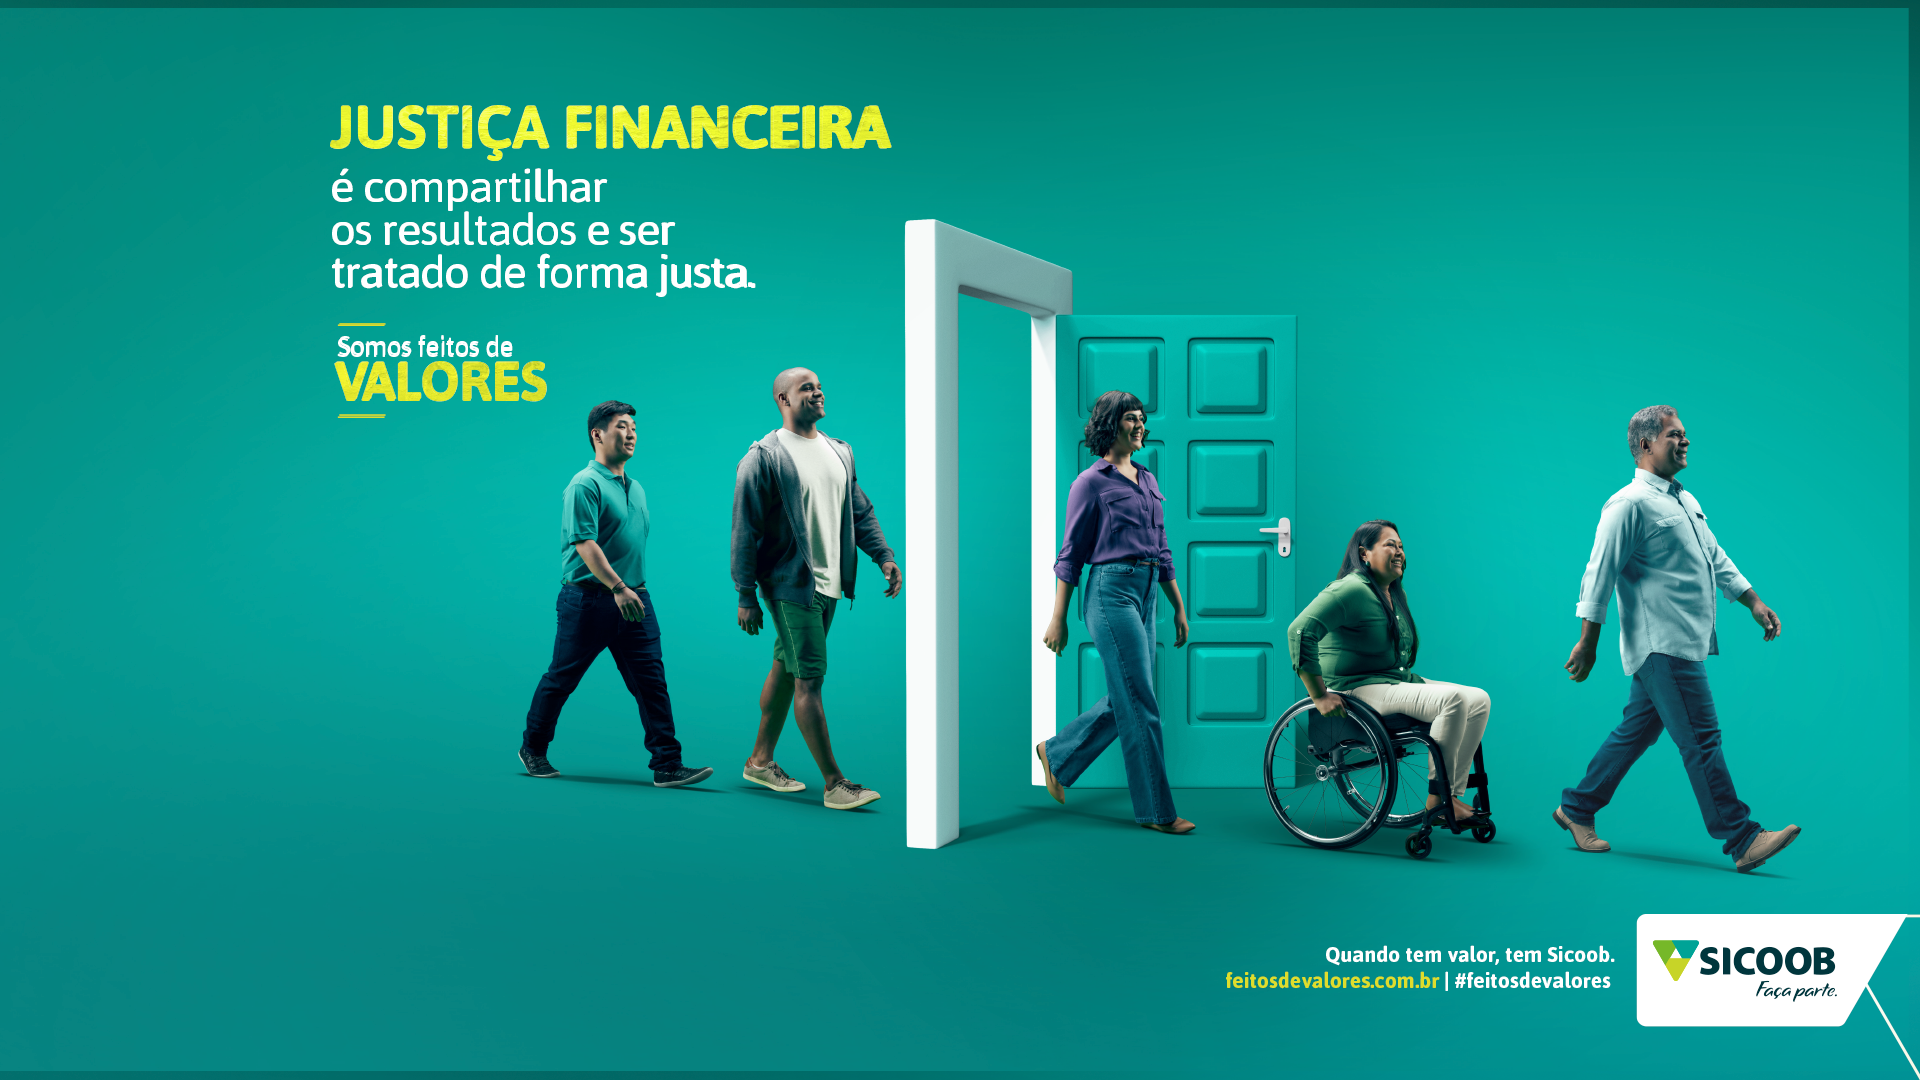 JUSTIÇA FINANCEIRA
é compartilhar
os resultados e ser
tratado de forma justa.
Somos feitos de
VALORES
Quando tem valor, tem Sicoob.
feitosdevalores.com.br | #feitosdevalores
SICOOB
Faça parte.